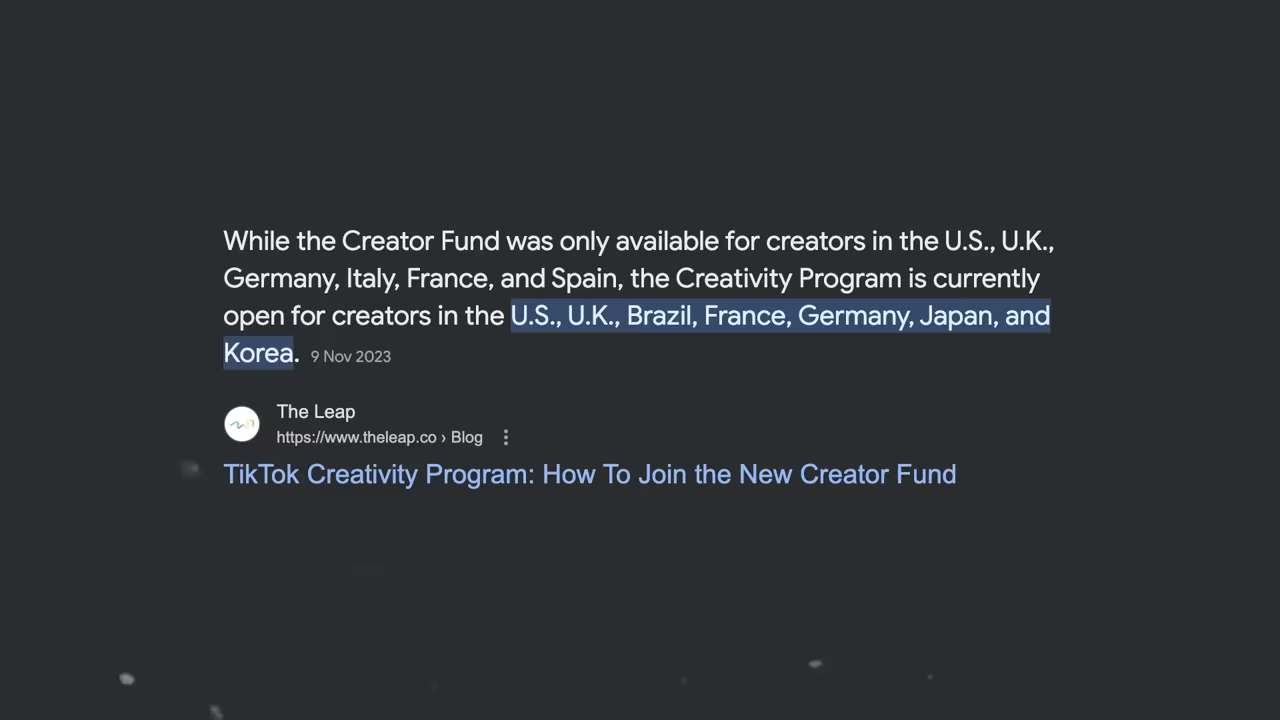 While the Creator Fund was only available for creators in the U.S., U.K.,
Germany, Italy, France, and Spain, the Creativity Program is currently
open for creators in the U.S., U.K., Brazil, France, Germany, Japan, and
Korea. 9 Nov 2023
The Leap
https://www.theleap.co › Blog
TikTok Creativity Program: How To Join the New Creator Fund